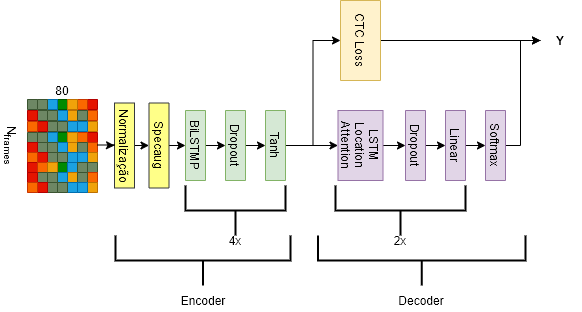 CTC Loss
Y
80
N frames
Normalização
Specaug
BiLSTMP
Dropout
Tanh
LSTM
Location
Attention
Dropout
Linear
Softmax
4x
2x
Encoder
Decoder